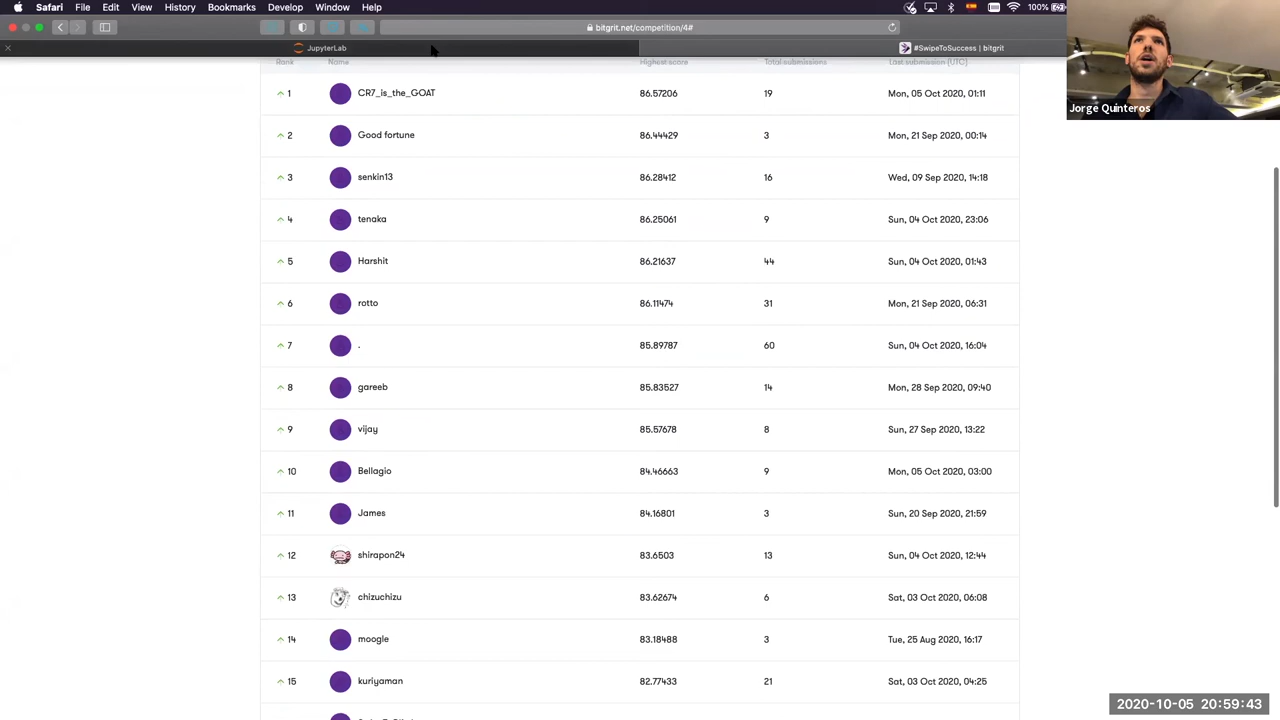 Safari File Edit View History Bookmarks Develop Window Help 100%
bitgrit.net/competition/4#
JupyterLab #SwipeToSuccess | bitgrit
Rank Name Highest score Total submissions Last submission (UTC)
1 CR7_is_the_GOAT 86.57206 19 Mon, 05 Oct 2020, 01:11
2 Good fortune 86.44429 3 Mon, 21 Sep 2020, 00:14
3 senkin13 86.28412 16 Wed, 09 Sep 2020, 14:18
4 tenaka 86.25061 9 Sun, 04 Oct 2020, 23:06
5 Harshit 86.21637 44 Sun, 04 Oct 2020, 01:43
6 rotto 86.11474 31 Mon, 21 Sep 2020, 06:31
7 . 85.89787 60 Sun, 04 Oct 2020, 16:04
8 gareeb 85.83527 14 Mon, 28 Sep 2020, 09:40
9 vijay 85.57678 8 Sun, 27 Sep 2020, 13:22
10 Bellagio 84.46663 9 Mon, 05 Oct 2020, 03:00
11 James 84.16801 3 Sun, 20 Sep 2020, 21:59
12 shirapon24 83.6503 13 Sun, 04 Oct 2020, 12:44
13 chizuchizu 83.62674 6 Sat, 03 Oct 2020, 06:08
14 moogle 83.18488 3 Tue, 25 Aug 2020, 16:17
15 kuriyaman 82.77433 21 Sat, 03 Oct 2020, 04:25
Jorge Quinteros
2020-10-05 20:59:43